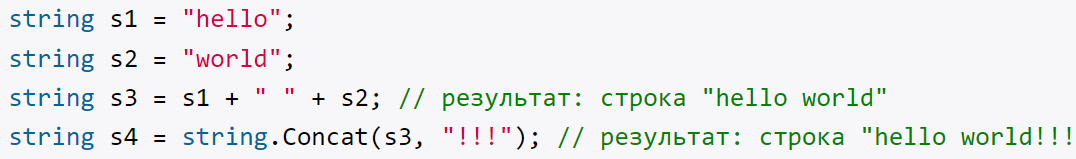 string s1 = "hello";
string s2 = "world";
string s3 = s1 + " " + s2; // результат: строка "hello world"
string s4 = string.Concat(s3, "!!!"); // результат: строка "hello world!!!